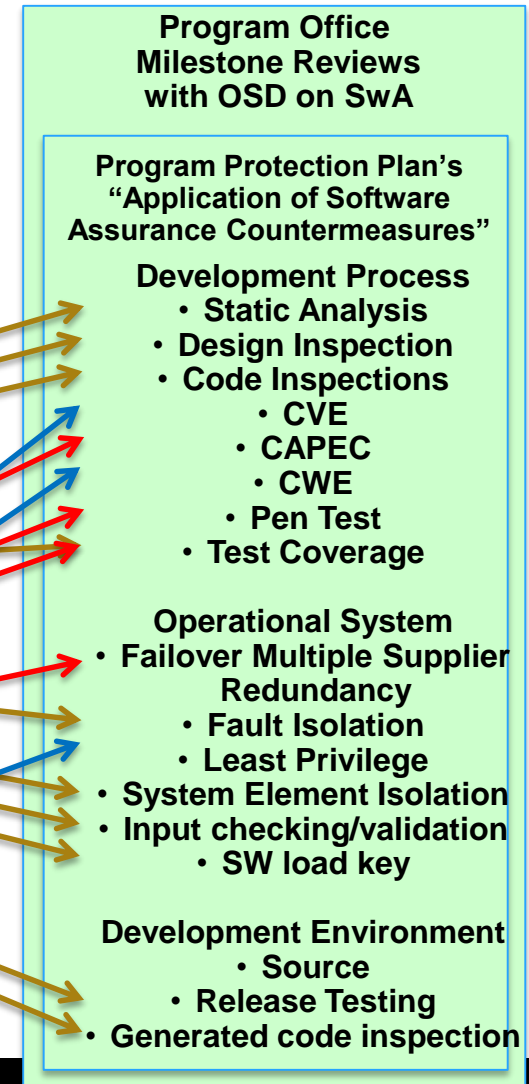 Program Office
Milestone Reviews
with OSD on SwA
Program Protection Plan’s
“Application of Software
Assurance Countermeasures”
Development Process
• Static Analysis
• Design Inspection
• Code Inspections
• CVE
• CAPEC
• CWE
• Pen Test
• Test Coverage
Operational System
• Failover Multiple Supplier
Redundancy
• Fault Isolation
• Least Privilege
• System Element Isolation
• Input checking/validation
• SW load key
Development Environment
• Source
• Release Testing
• Generated code inspection